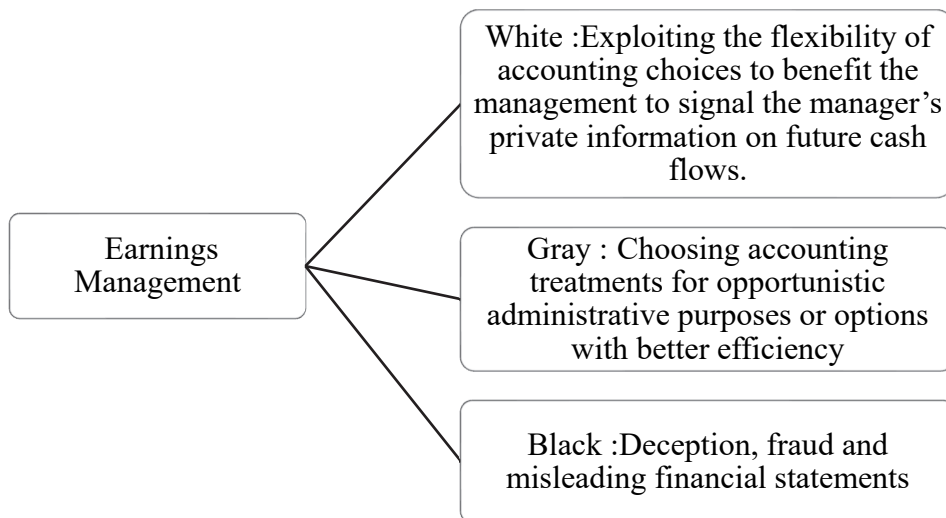 Earnings
Management
White :Exploiting the flexibility of
accounting choices to benefit the
management to signal the manager’s
private information on future cash
flows.
Gray : Choosing accounting
treatments for opportunistic
administrative purposes or options
with better efficiency
Black :Deception, fraud and
misleading financial statements